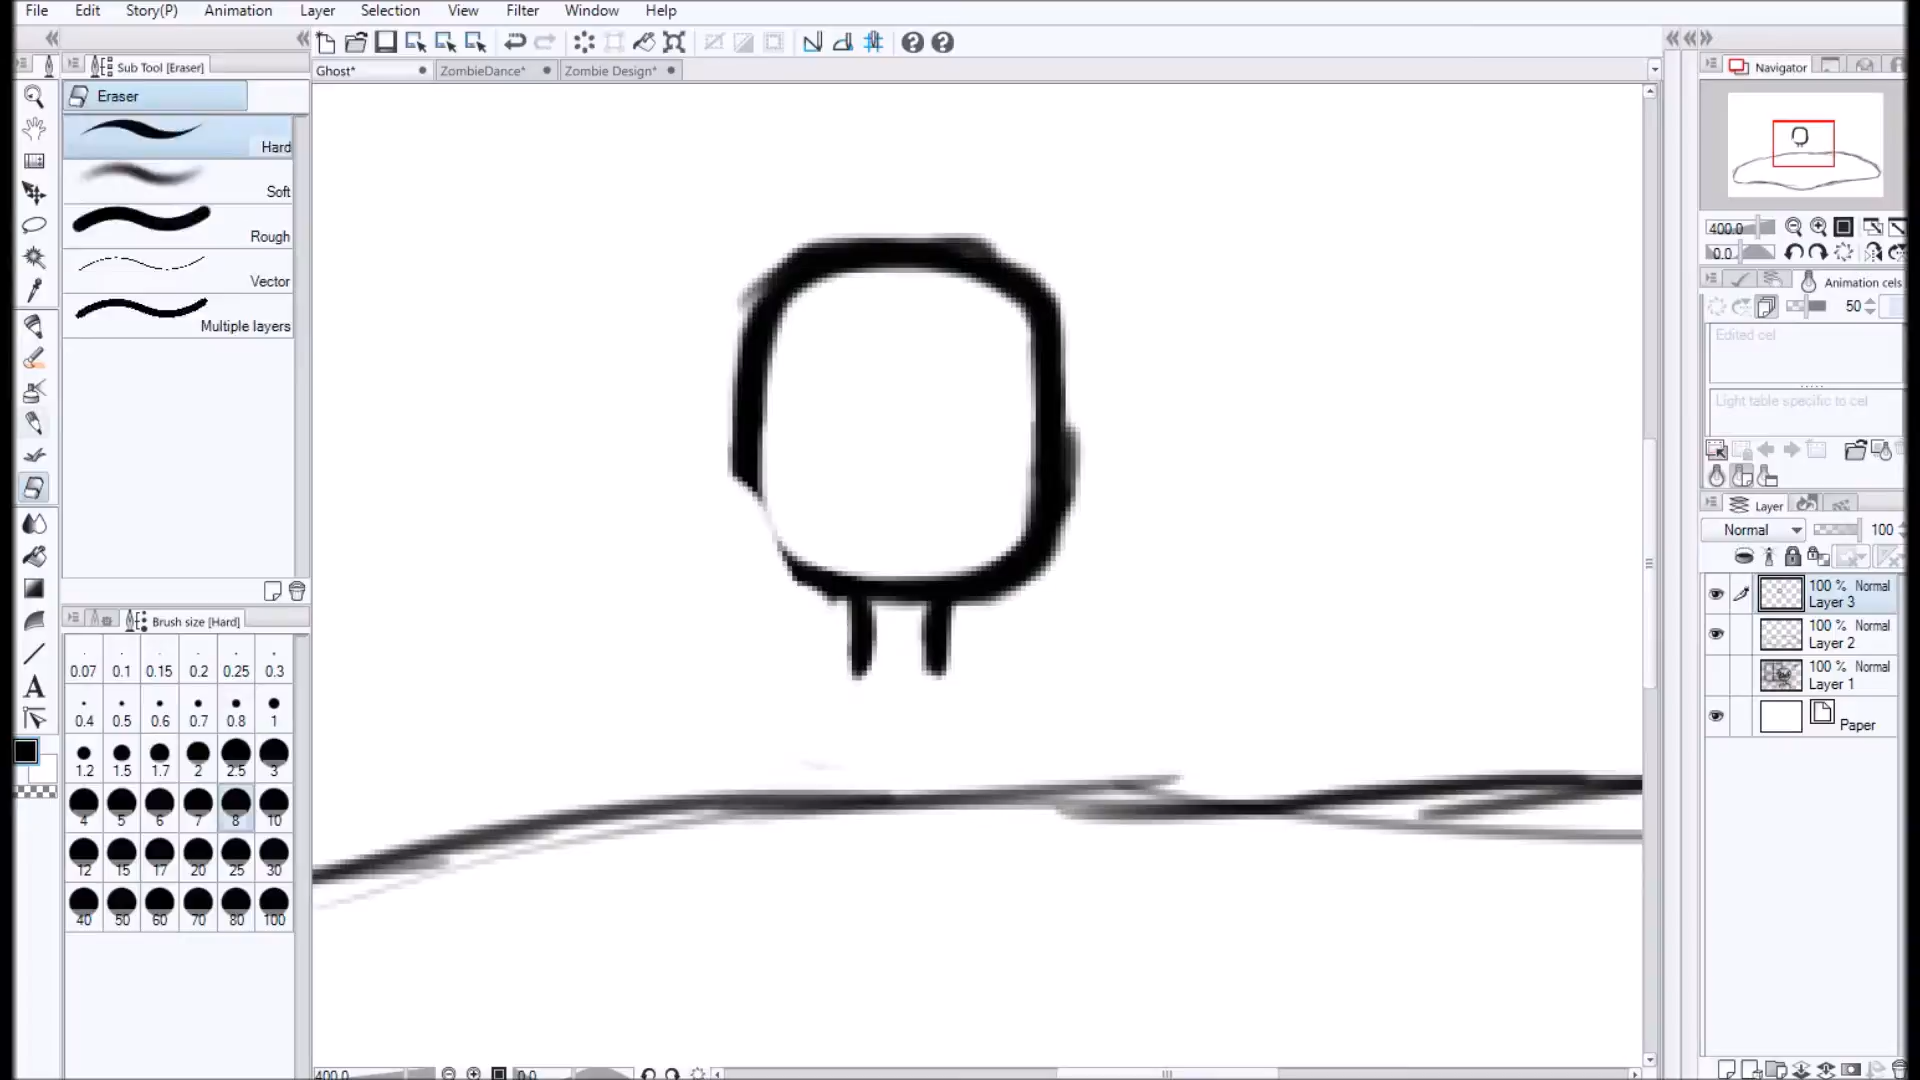 File Edit Story(P) Animation Layer Selection View Filter Window Help
Sub Tool [Eraser]
Ghost* ZombieDance* Zombie Design*
Navigator
Eraser
Hard
Soft
Rough
Vector
Multiple layers
400.0
0.0
Animation cels
50
Edited cel
Light table specific to cel
Layer
Normal 100
100 % Normal
Layer 3
100 % Normal
Layer 2
100 % Normal
Layer 1
Paper
Brush size [Hard]
0.07 0.1 0.15 0.2 0.25 0.3
0.4 0.5 0.6 0.7 0.8 1
1.2 1.5 1.7 2 2.5 3
4 5 6 7 8 10
12 15 17 20 25 30
40 50 60 70 80 100
400.0 0.0